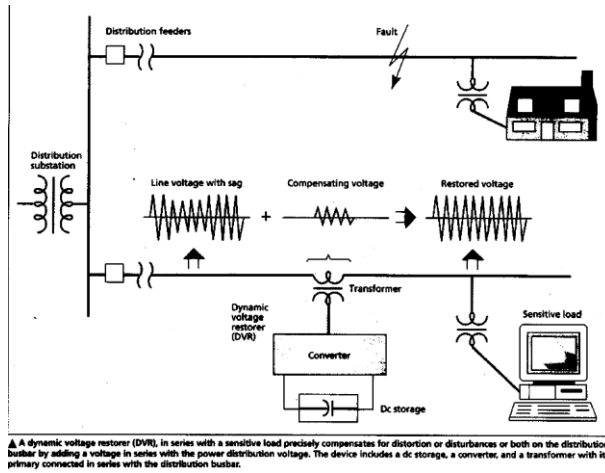 Distribution feeders
Fault
Distribution
substation
Line voltage with sag
Compensating voltage
Restored voltage
+
Transformer
Dynamic
voltage
restorer
(DVR)
Sensitive load
Converter
Dc storage
▲ A dynamic voltage restorer (DVR), in series with a sensitive load precisely compensates for distortion or disturbances or both on the distribution
busbar by adding a voltage in series with the power distribution voltage. The device includes a dc storage, a converter, and a transformer with it
primary connected in series with the distribution busbar.